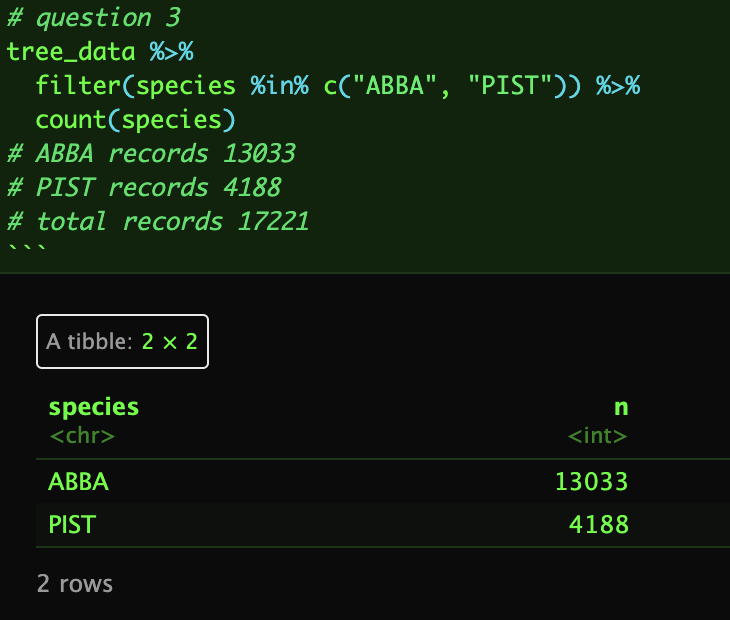 # question 3
tree_data %>%
  filter(species %in% c("ABBA", "PIST")) %>%
  count(species)
# ABBA records 13033
# PIST records 4188
# total records 17221
```
A tibble: 2 × 2
species n
<chr> <int>
ABBA 13033
PIST 4188
2 rows